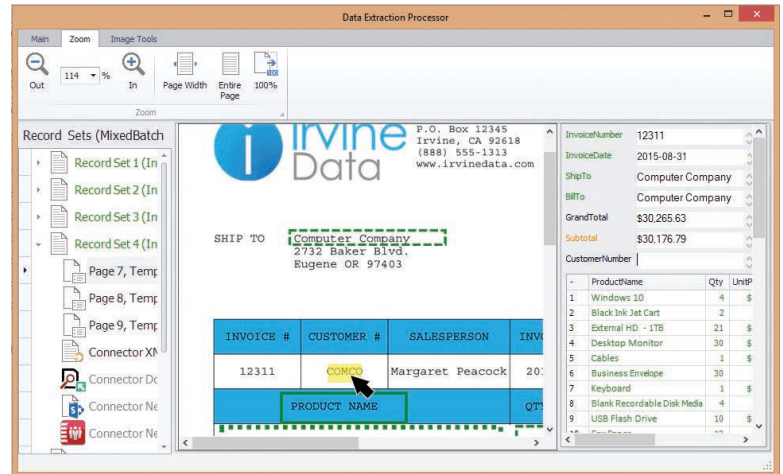 Data Extraction Processor
Main Zoom Image Tools
Out 114 % In Page Width Entire Page 100%
Zoom
Record Sets (MixedBatch
Record Set 1 (In
Record Set 2 (In
Record Set 3 (In
Record Set 4 (In
Page 7, Temp
Page 8, Temp
Page 9, Temp
Connector XM
Connector Do
Connector Ne
Connector Ne
irvine
Data
P.O. Box 12345
Irvine, CA 92618
(888) 555-1313
www.irvinedata.com
SHIP TO Computer Company
2732 Baker Blvd.
Eugene OR 97403
INVOICE # CUSTOMER # SALESPERSON INV
12311 COMCO Margaret Peacock 20
PRODUCT NAME QTY
InvoiceNumber 12311
InvoiceDate 2015-08-31
ShipTo Computer Company
BillTo Computer Company
GrandTotal $30,265.63
Subtotal $30,176.79
CustomerNumber
- ProductName Qty UnitP
1 Windows 10 4 $
2 Black Ink Jet Cart 2
3 External HD - 1TB 21 $
4 Desktop Monitor 30 $
5 Cables 1 $
6 Business Envelope 30
7 Keyboard 1 $
8 Blank Recordable Disk Media 4
9 USB Flash Drive 10 $